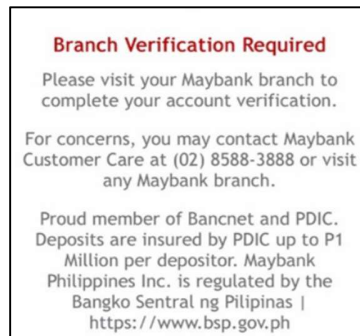 Branch Verification Required
Please visit your Maybank branch to
complete your account verification.
For concerns, you may contact Maybank
Customer Care at (02) 8588-3888 or visit
any Maybank branch.
Proud member of Bancnet and PDIC.
Deposits are insured by PDIC up to P1
Million per depositor. Maybank
Philippines Inc. is regulated by the
Bangko Sentral ng Pilipinas |
https://www.bsp.gov.ph